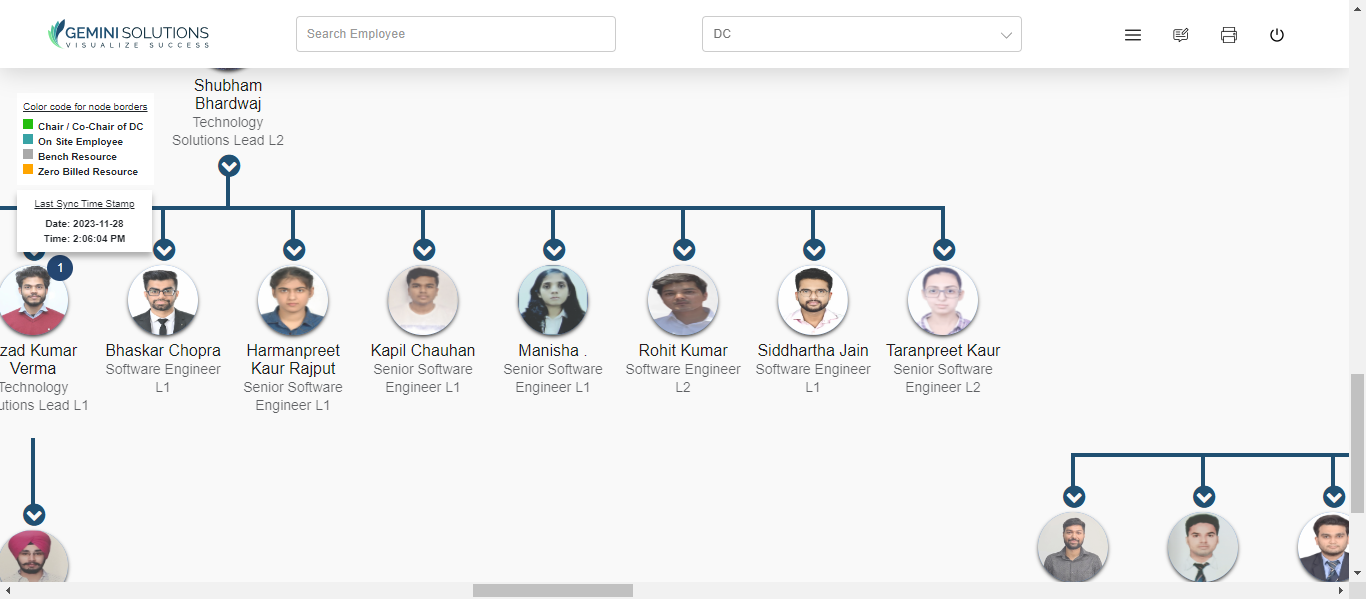 GEMINI SOLUTIONS
VISUALIZE SUCCESS
Search Employee
DC
Shubham
Bhardwaj
Technology
Solutions Lead L2
Color code for node borders
Chair / Co-Chair of DC
On Site Employee
Bench Resource
Zero Billed Resource
Last Sync Time Stamp
Date: 2023-11-28
Time: 2:06:04 PM
1
zad Kumar
Verma
Technology
utions Lead L1
Bhaskar Chopra
Software Engineer
L1
Harmanpreet
Kaur Rajput
Senior Software
Engineer L1
Kapil Chauhan
Senior Software
Engineer L1
Manisha .
Senior Software
Engineer L1
Rohit Kumar
Software Engineer
L2
Siddhartha Jain
Software Engineer
L1
Taranpreet Kaur
Senior Software
Engineer L2